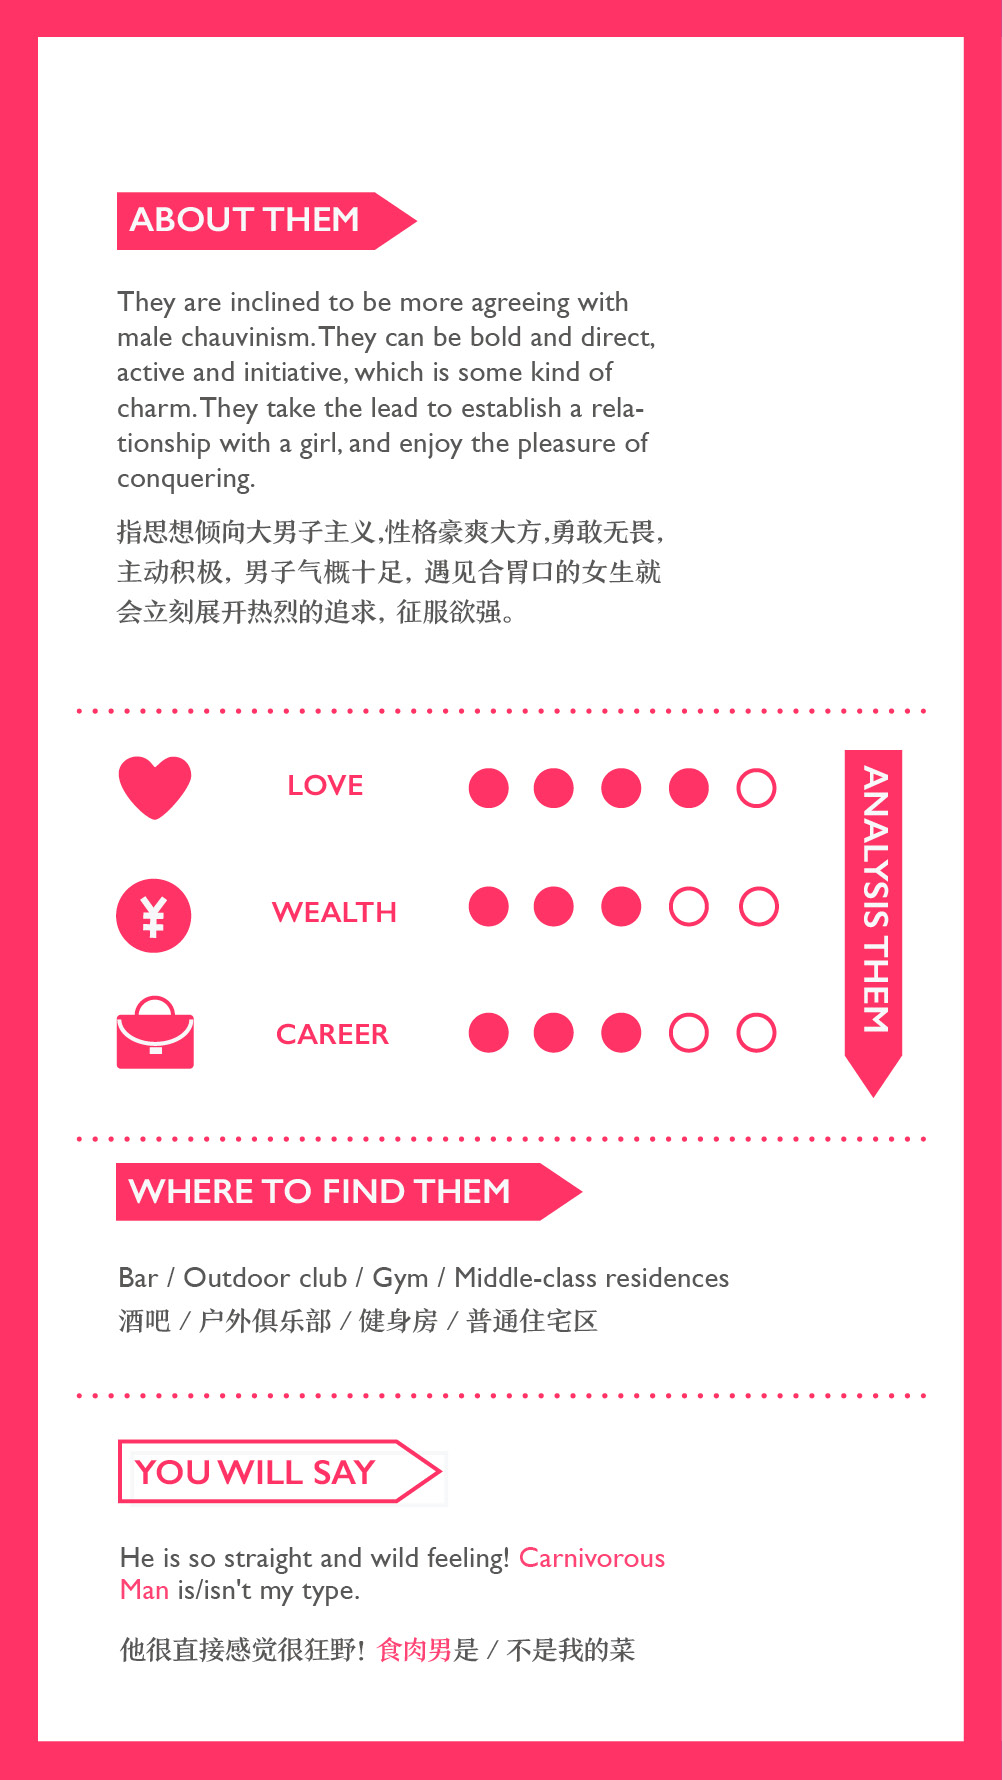 ABOUT THEM
They are inclined to be more agreeing with
male chauvinism. They can be bold and direct,
active and initiative, which is some kind of
charm. They take the lead to establish a rela-
tionship with a girl, and enjoy the pleasure of
conquering.
指思想倾向大男子主义,性格豪爽大方,勇敢无畏,
主动积极, 男子气概十足, 遇见合胃口的女生就
会立刻展开热烈的追求, 征服欲强。
LOVE
¥ WEALTH
CAREER
ANALYSIS THEM
WHERE TO FIND THEM
Bar / Outdoor club / Gym / Middle-class residences
酒吧 / 户外俱乐部 / 健身房 / 普通住宅区
YOU WILL SAY
He is so straight and wild feeling! Carnivorous
Man is/isn't my type.
他很直接感觉很狂野! 食肉男是 / 不是我的菜